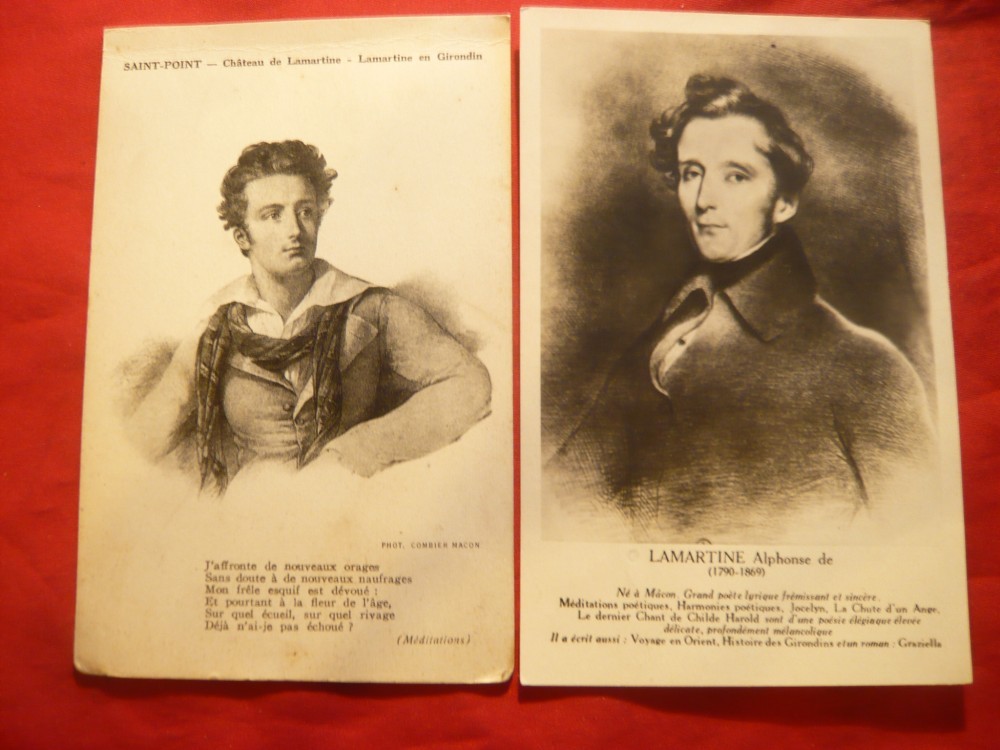 SAINT-POINT — Château de Lamartine - Lamartine en Girondin
PHOT. COMBIER MACON
J'affronte de nouveaux orages
Sans doute à de nouveaux naufrages
Mon frêle esquif est dévoué :
Et pourtant à la fleur de l'âge,
Sur quel écueil, sur quel rivage
Déjà n'ai-je pas échoué ?
(Méditations)
LAMARTINE Alphonse de
(1790-1869)
Né à Mâcon. Grand poète lyrique frémissant et sincère.
Méditations poétiques, Harmonies poétiques, Jocelyn, La Chute d'un Ange,
Le dernier Chant de Childe Harold sont d'une poésie élégiaque élevée
délicate, profondément mélancolique
Il a écrit aussi : Voyage en Orient, Histoire des Girondins et un roman : Graziella